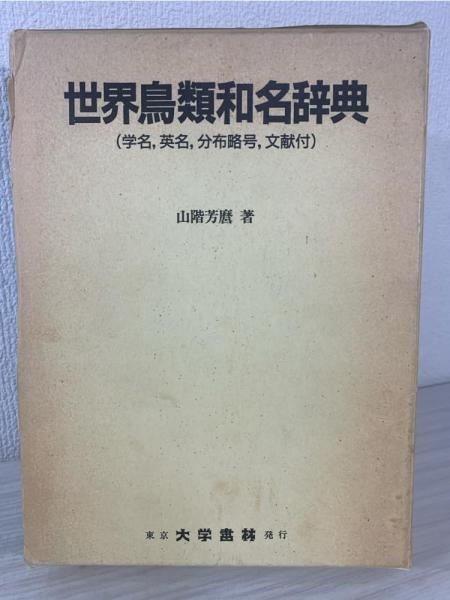 世界鳥類和名辞典
(学名，英名，分布略号，文献付)
山階芳麿 著
東京 大学書林 発行